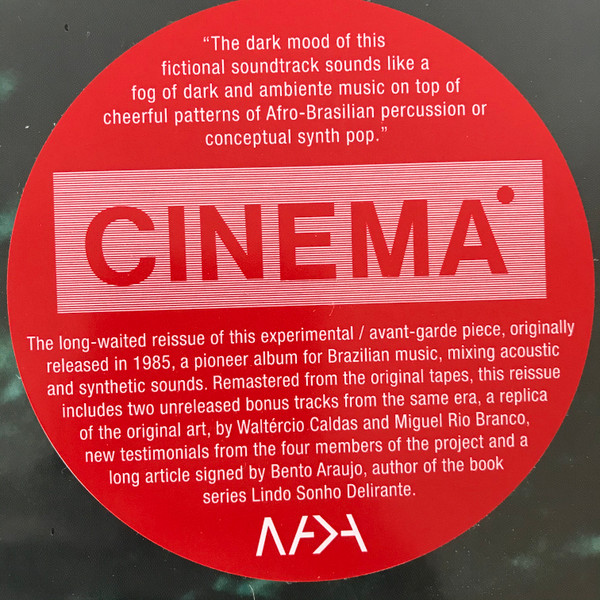 “The dark mood of this
fictional soundtrack sounds like a
fog of dark and ambiente music on top of
cheerful patterns of Afro-Brasilian percussion or
conceptual synth pop.”
CINEMA
The long-waited reissue of this experimental / avant-garde piece, originally
released in 1985, a pioneer album for Brazilian music, mixing acoustic
and synthetic sounds. Remastered from the original tapes, this reissue
includes two unreleased bonus tracks from the same era, a replica
of the original art, by Waltércio Caldas and Miguel Rio Branco,
new testimonials from the four members of the project and a
long article signed by Bento Araujo, author of the book
series Lindo Sonho Delirante.
NADA